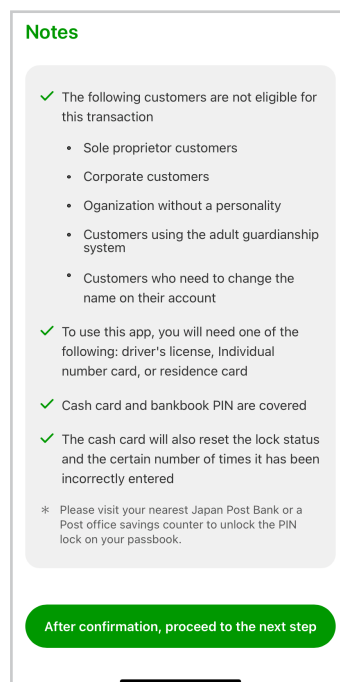 Notes
The following customers are not eligible for
this transaction
Sole proprietor customers
Corporate customers
Oganization without a personality
Customers using the adult guardianship
system
Customers who need to change the
name on their account
To use this app, you will need one of the
following: driver's license, Individual
number card, or residence card
Cash card and bankbook PIN are covered
The cash card will also reset the lock status
and the certain number of times it has been
incorrectly entered
* Please visit your nearest Japan Post Bank or a
Post office savings counter to unlock the PIN
lock on your passbook.
After confirmation, proceed to the next step